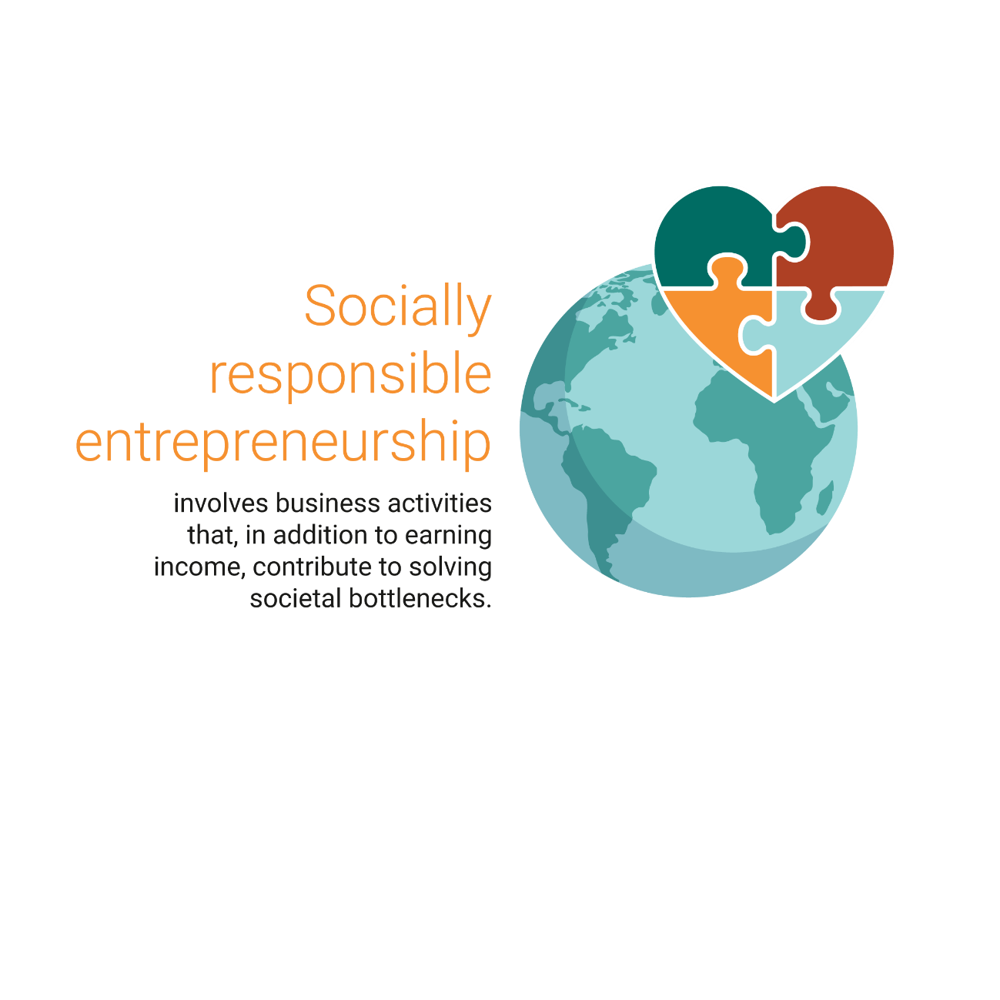 Socially
responsible
entrepreneurship
involves business activities
that, in addition to earning
income, contribute to solving
societal bottlenecks.